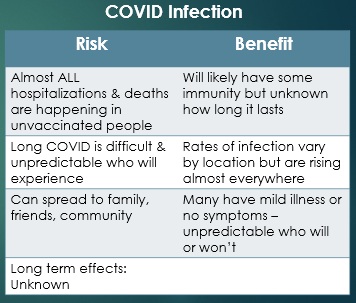 COVID Infection
Risk
Benefit
Almost ALL
hospitalizations & deaths
are happening in
unvaccinated people
Will likely have some
immunity but unknown
how long it lasts
Long COVID is difficult &
unpredictable who will
experience
Rates of infection vary
by location but are rising
almost everywhere
Can spread to family,
friends, community
Many have mild illness or
no symptoms –
unpredictable who will
or won't
Long term effects:
Unknown